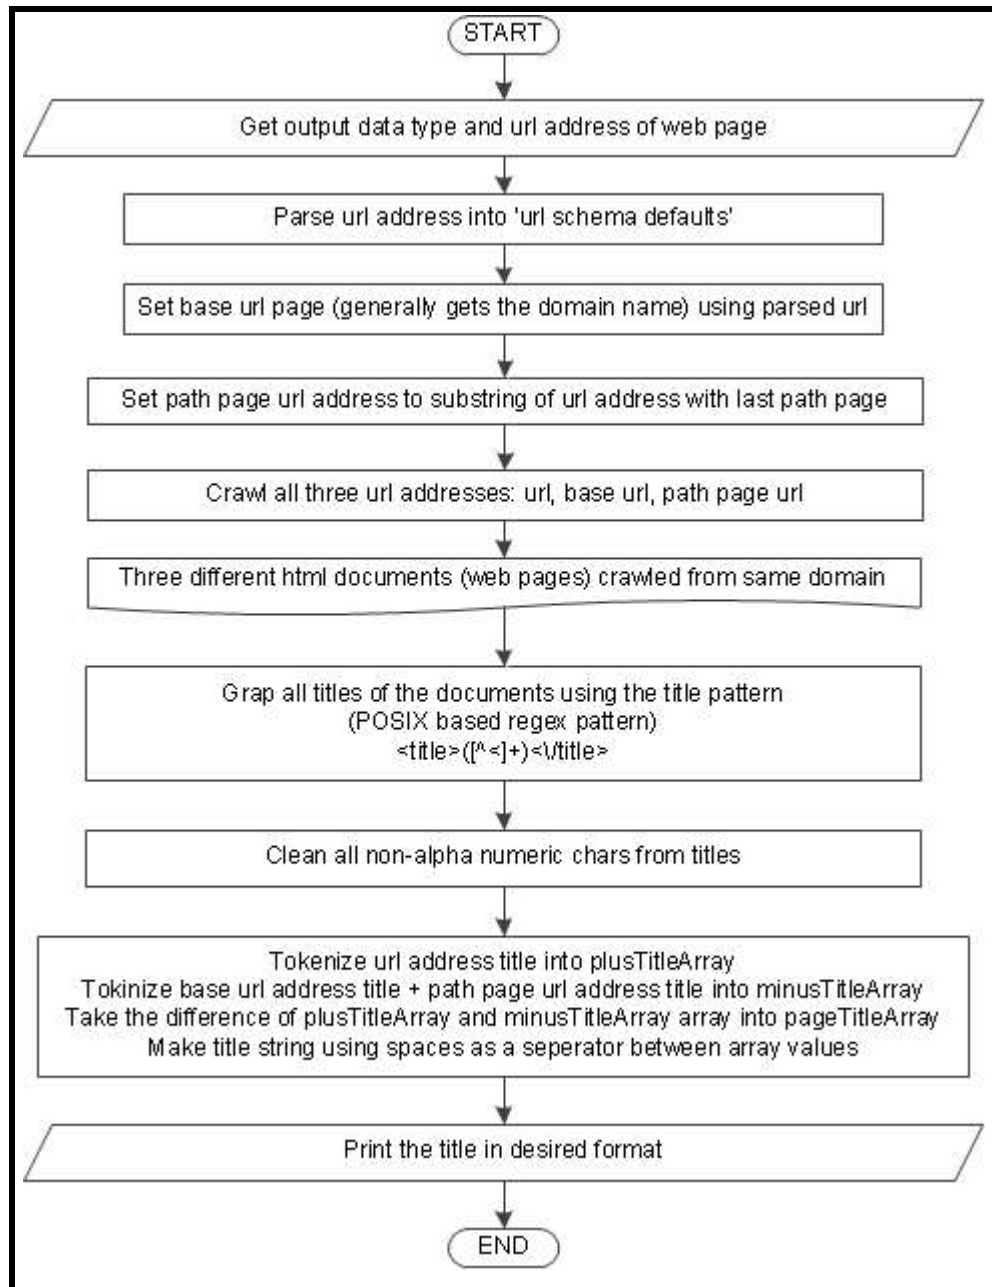 START
Get output data type and url address of web page
Parse url address into 'url schema defaults'
Set base url page (generally gets the domain name) using parsed url
Set path page url address to substring of url address with last path page
Crawl all three url addresses: url, base url, path page url
Three different html documents (web pages) crawled from same domain
Grap all titles of the documents using the title pattern
(POSIX based regex pattern)
<title>([^<]+)<\/title>
Clean all non-alpha numeric chars from titles
Tokenize url address title into plusTitleArray
Tokinize base url address title + path page url address title into minusTitleArray
Take the difference of plusTitleArray and minusTitleArray array into pageTitleArray
Make title string using spaces as a seperator between array values
Print the title in desired format
END